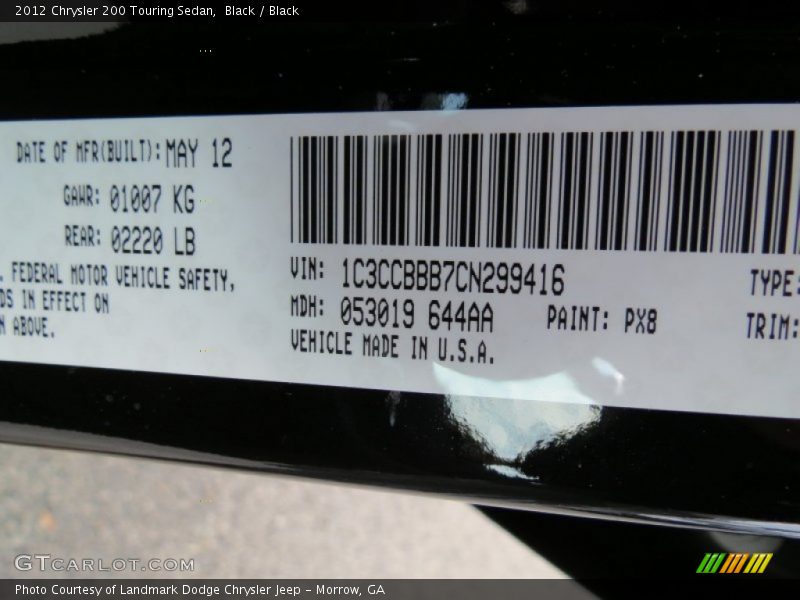 2012 Chrysler 200 Touring Sedan, Black / Black
DATE OF MFR(BUILT): MAY 12
GAWR: 01007 KG
REAR: 02220 LB
. FEDERAL MOTOR VEHICLE SAFETY,
DS IN EFFECT ON
N ABOVE.
VIN: 1C3CCBBB7CN299416
TYPE:
MDH: 053019 644AA PAINT: PX8
TRIM:
VEHICLE MADE IN U.S.A.
GTCARLOT.COM
Photo Courtesy of Landmark Dodge Chrysler Jeep - Morrow, GA